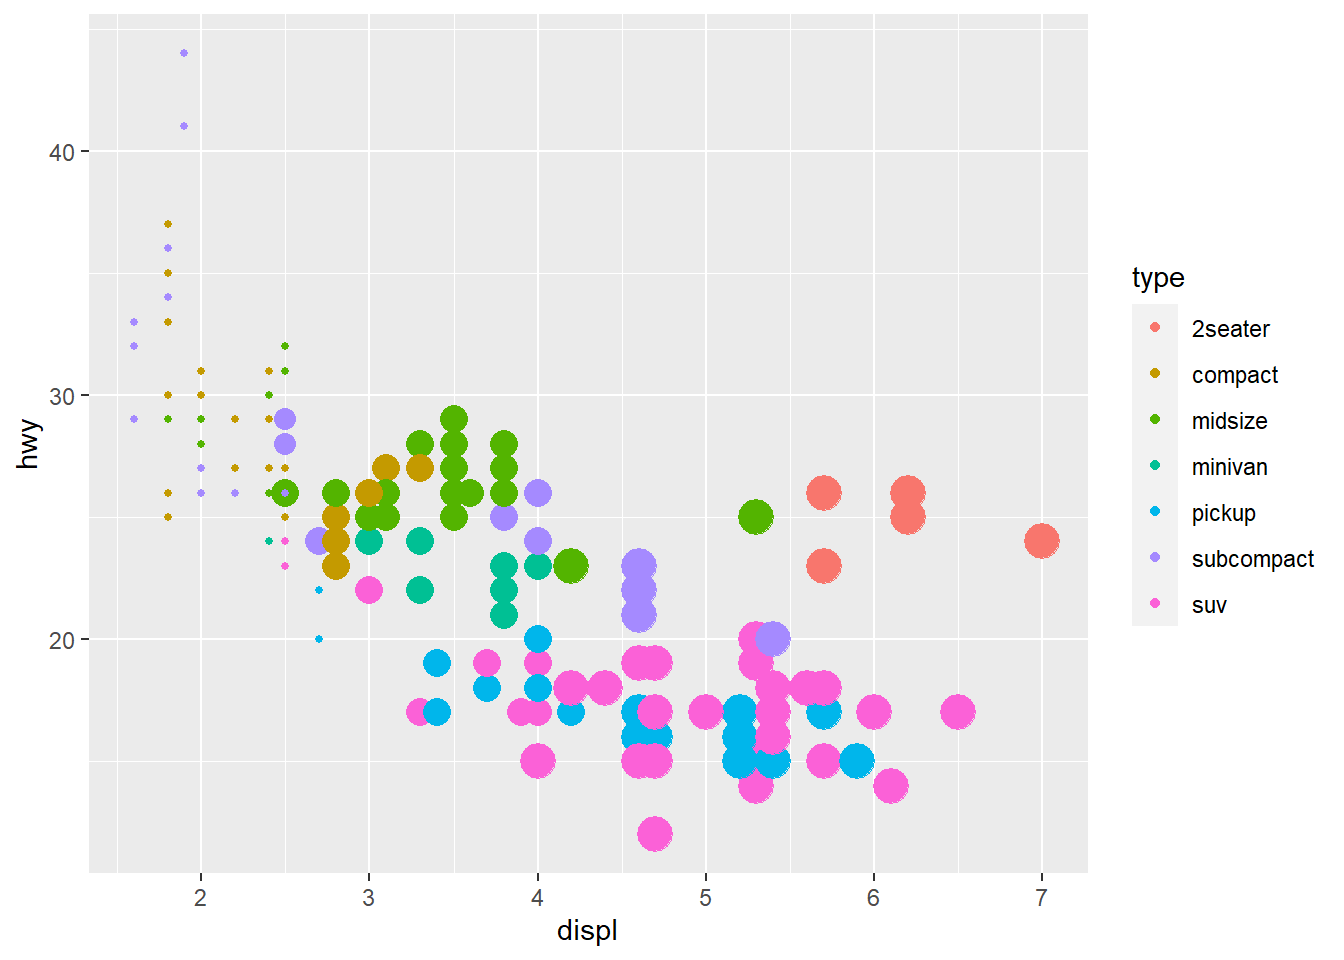 40
30
20
hwy
2 3 4 5 6 7
displ
type
2seater
compact
midsize
minivan
pickup
subcompact
suv